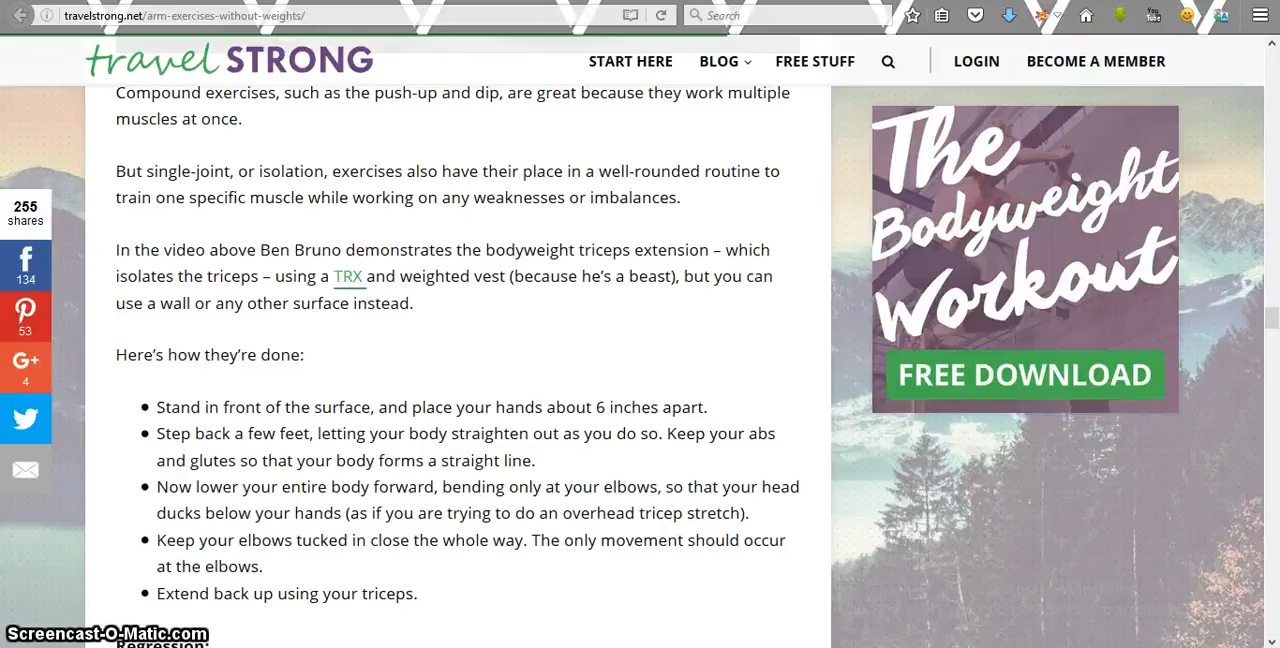 travelstrong.net/arm-exercises-without-weights/
Search
You
Tube
travel STRONG
START HERE
BLOG
FREE STUFF
LOGIN
BECOME A MEMBER
Compound exercises, such as the push-up and dip, are great because they work multiple
muscles at once.
But single-joint, or isolation, exercises also have their place in a well-rounded routine to
train one specific muscle while working on any weaknesses or imbalances.
In the video above Ben Bruno demonstrates the bodyweight triceps extension – which
isolates the triceps – using a TRX and weighted vest (because he's a beast), but you can
use a wall or any other surface instead.
Here's how they're done:
• Stand in front of the surface, and place your hands about 6 inches apart.
• Step back a few feet, letting your body straighten out as you do so. Keep your abs
and glutes so that your body forms a straight line.
• Now lower your entire body forward, bending only at your elbows, so that your head
ducks below your hands (as if you are trying to do an overhead tricep stretch).
• Keep your elbows tucked in close the whole way. The only movement should occur
at the elbows.
• Extend back up using your triceps.
Regression:
255
shares
134
53
G+
4
The
Bodyweight
Workout
FREE DOWNLOAD
Screencast-O-Matic.com